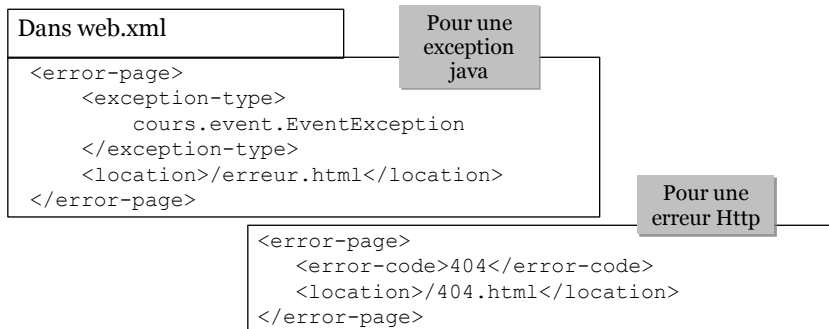 Dans web.xml
Pour une
exception
java
<error-page>
<exception-type>
cours.event.EventException
</exception-type>
<location>/erreur.html</location>
</error-page>
Pour une
erreur Http
<error-page>
<error-code>404</error-code>
<location>/404.html</location>
</error-page>